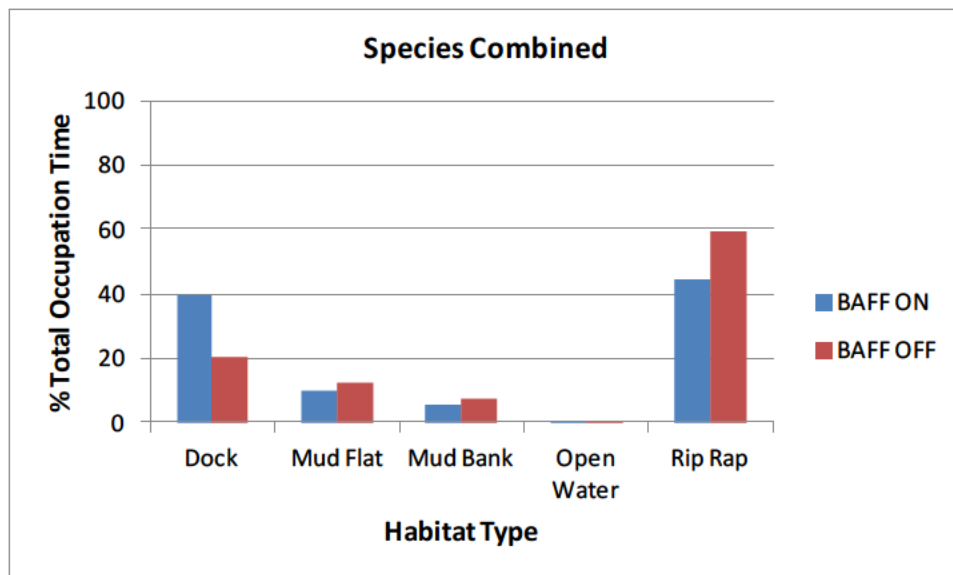 Species Combined
% Total Occupation Time
100
80
60
40
20
0
Dock
Mud Flat
Mud Bank
Open
Water
Rip Rap
Habitat Type
BAFF ON
BAFF OFF